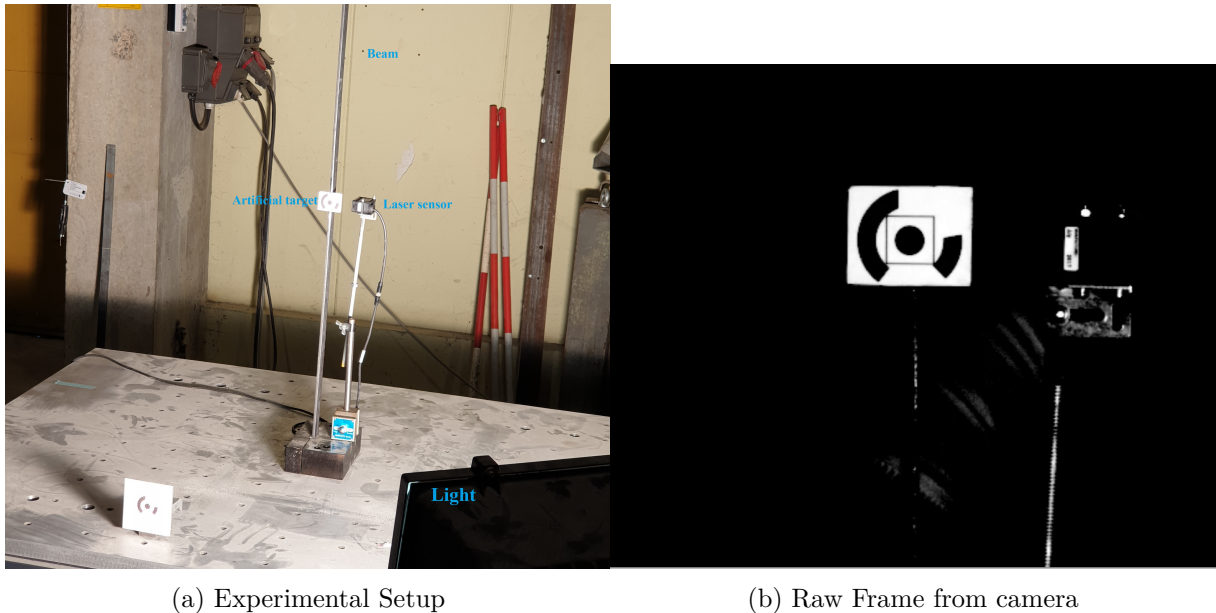 Beam
Artificial target
Laser sensor
Light
(a) Experimental Setup
(b) Raw Frame from camera